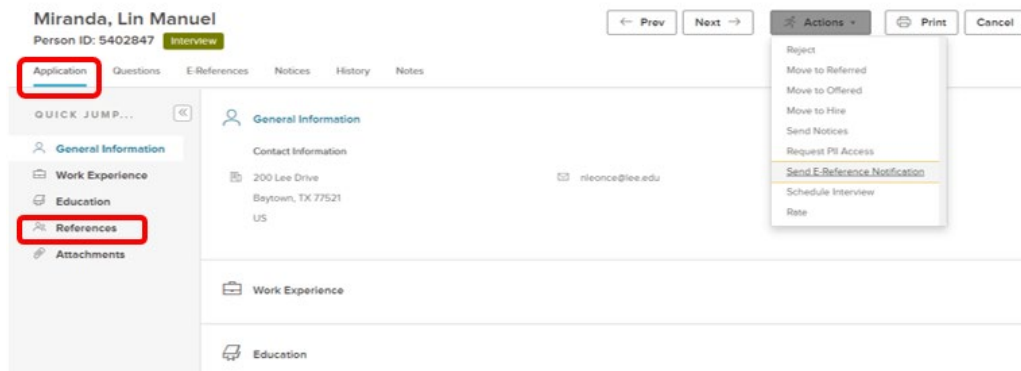 Miranda, Lin Manuel
Person ID: 5402847 Interview
← Prev Next → Actions Print Cancel
Application Questions E-References Notices History Notes
Reject
Move to Referred
Move to Offered
Move to Hire
Send Notices
Request PII Access
Send E-Reference Notification
Schedule Interview
Rate
QUICK JUMP...
General Information
Work Experience
Education
References
Attachments
General Information
Contact Information
200 Lee Drive
Baytown, TX 77521
US
nleonce@lee.edu
Work Experience
Education